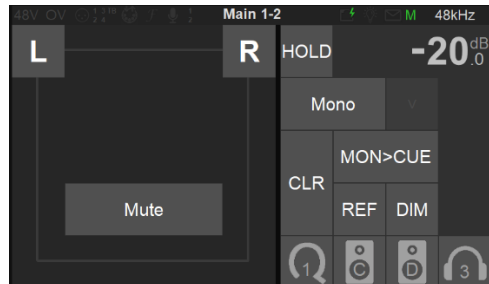 48V OV Main 1-2 M 48kHz
L R HOLD -20.0 dB
Mono V
MON>CUE
CLR
Mute REF DIM
1 C D 3